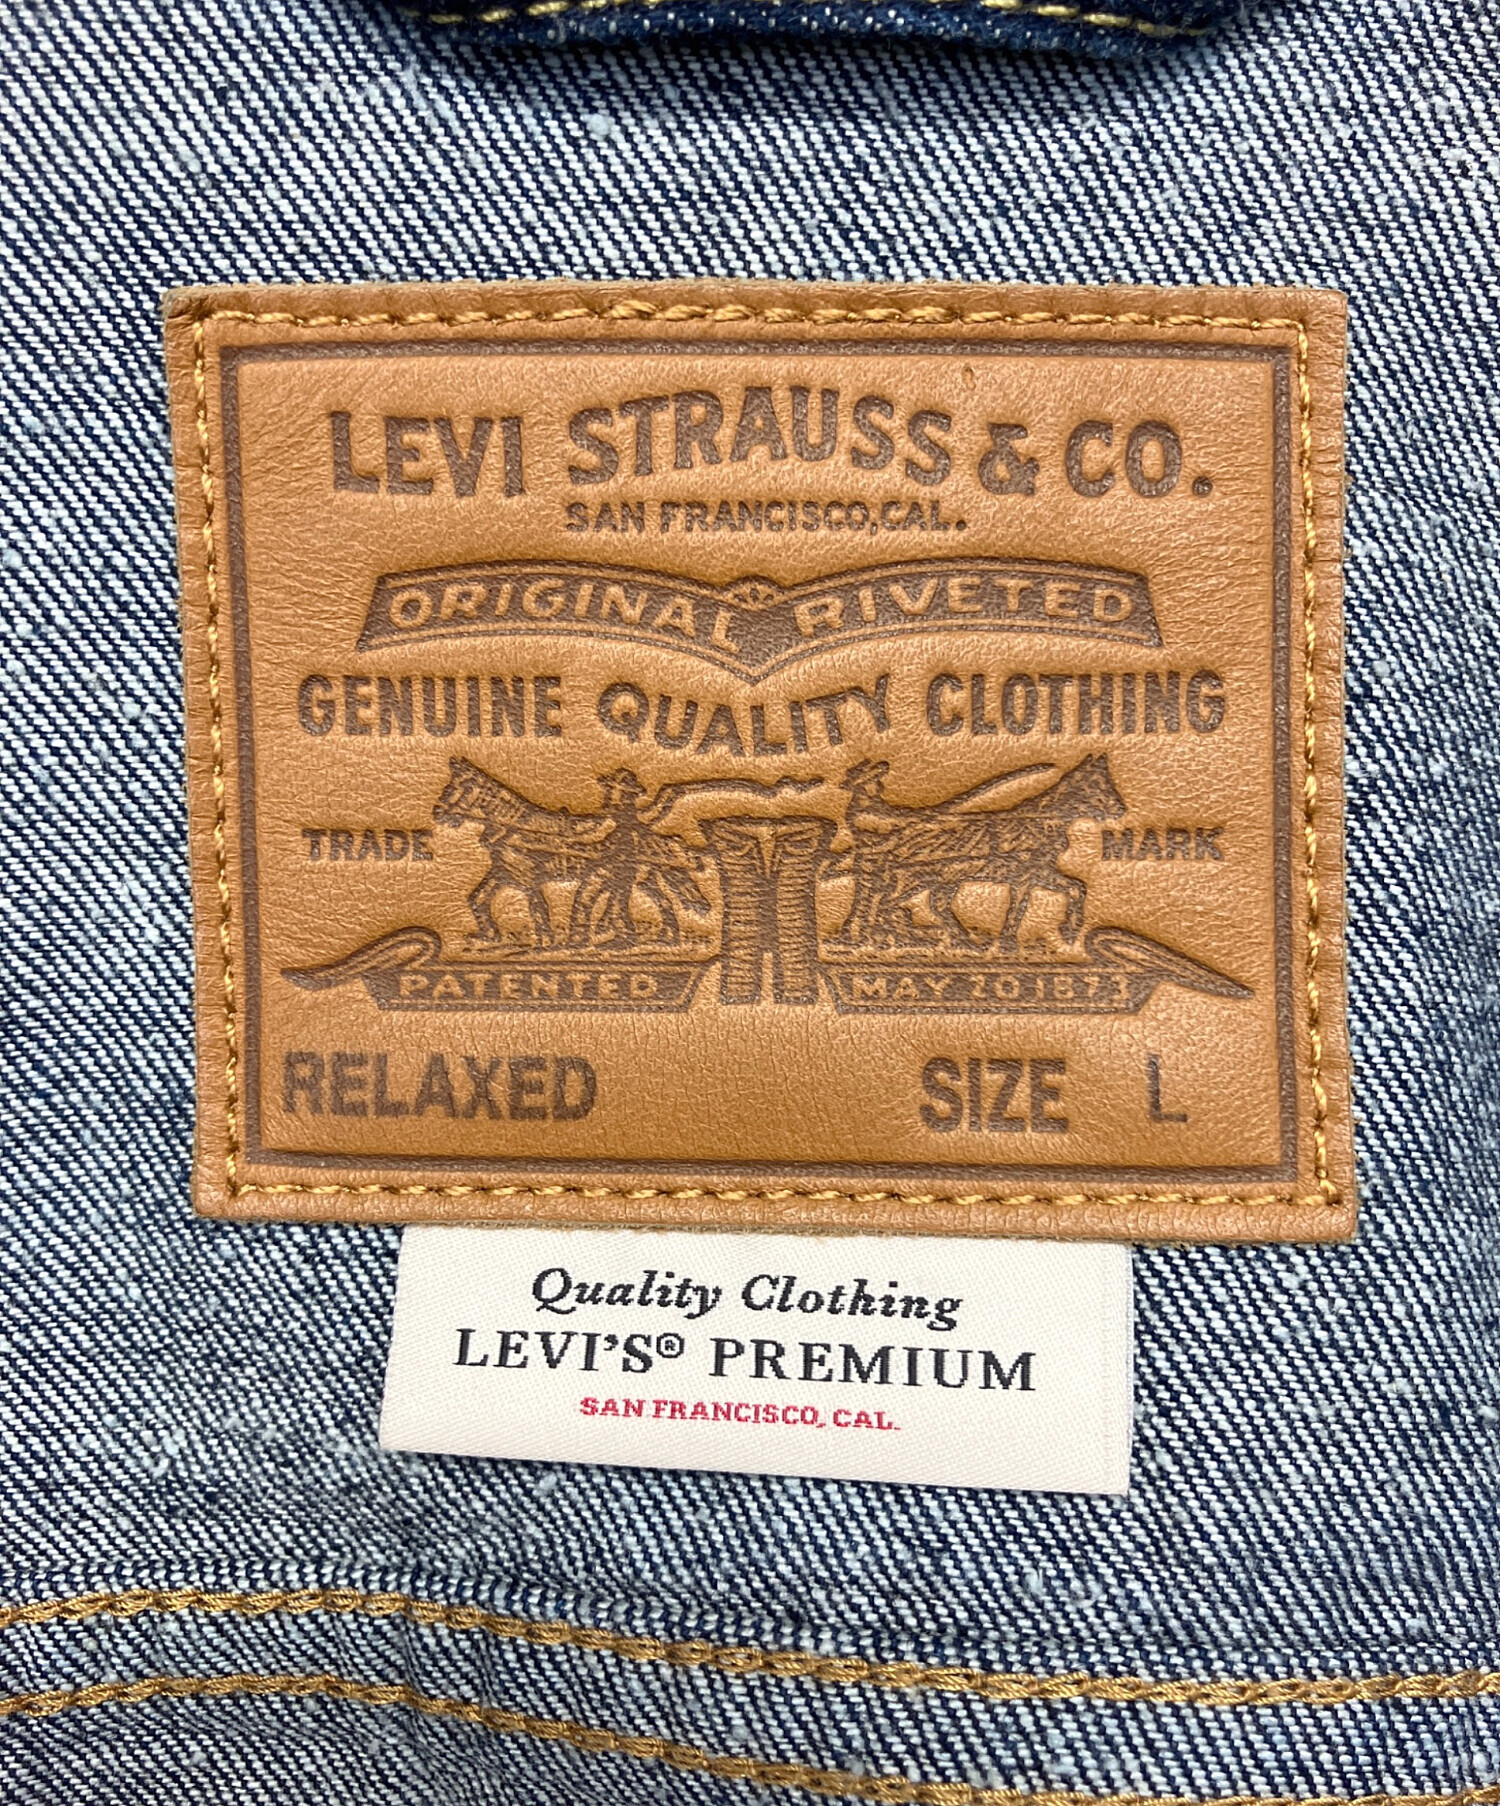 LEVI STRAUSS & CO.
SAN FRANCISCO, CAL.
ORIGINAL RIVETED
GENUINE QUALITY CLOTHING
TRADE MARK
PATENTED MAY 20 1873
RELAXED SIZE L
Quality Clothing
LEVI'S® PREMIUM
SAN FRANCISCO, CAL.